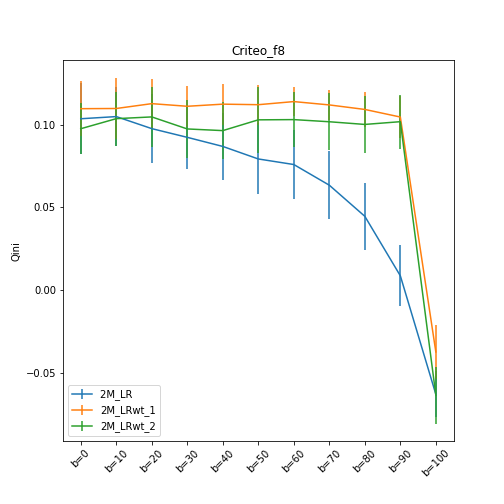 Criteo_f8
Qini
0.10
0.05
0.00
−0.05
2M_LR
2M_LRwt_1
2M_LRwt_2
b=0
b=10
b=20
b=30
b=40
b=50
b=60
b=70
b=80
b=90
b=100